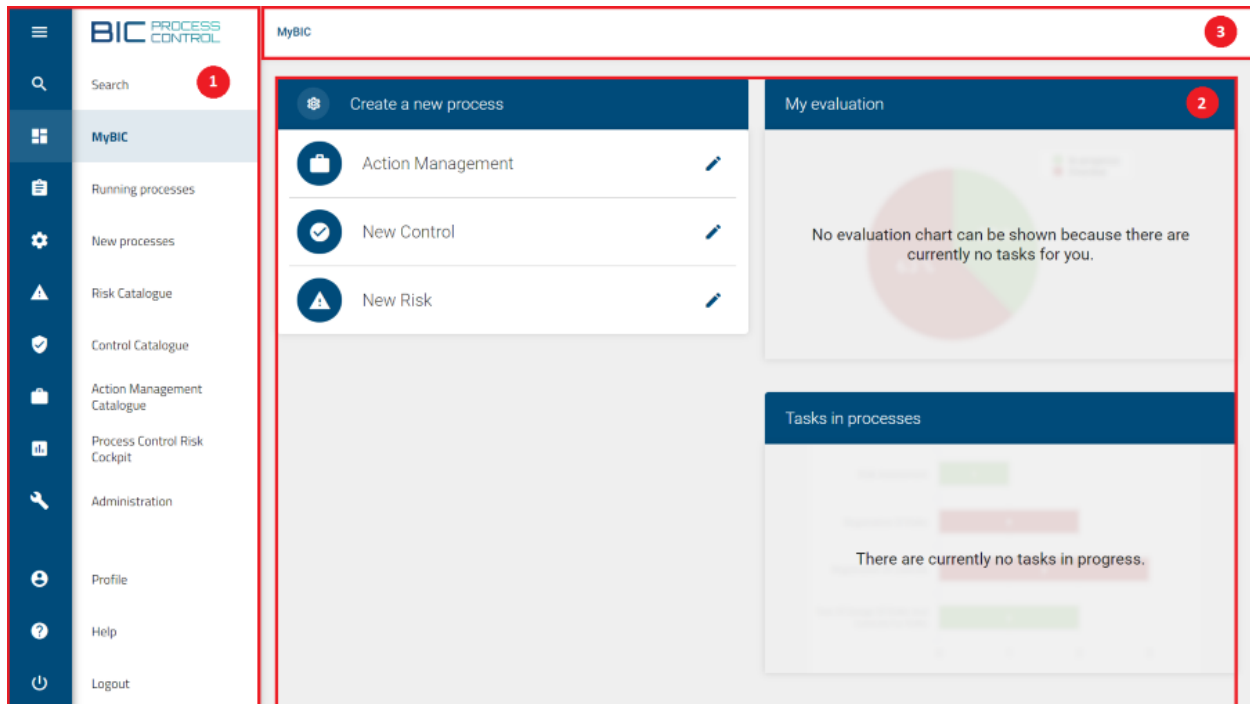 BIC PROCESS
CONTROL
Search
1
MyBIC
Running processes
New processes
Risk Catalogue
Control Catalogue
Action Management
Catalogue
Process Control Risk
Cockpit
Administration
Profile
Help
Logout
MyBIC
3
Create a new process
Action Management
New Control
New Risk
My evaluation
2
No evaluation chart can be shown because there are
currently no tasks for you.
Tasks in processes
There are currently no tasks in progress.